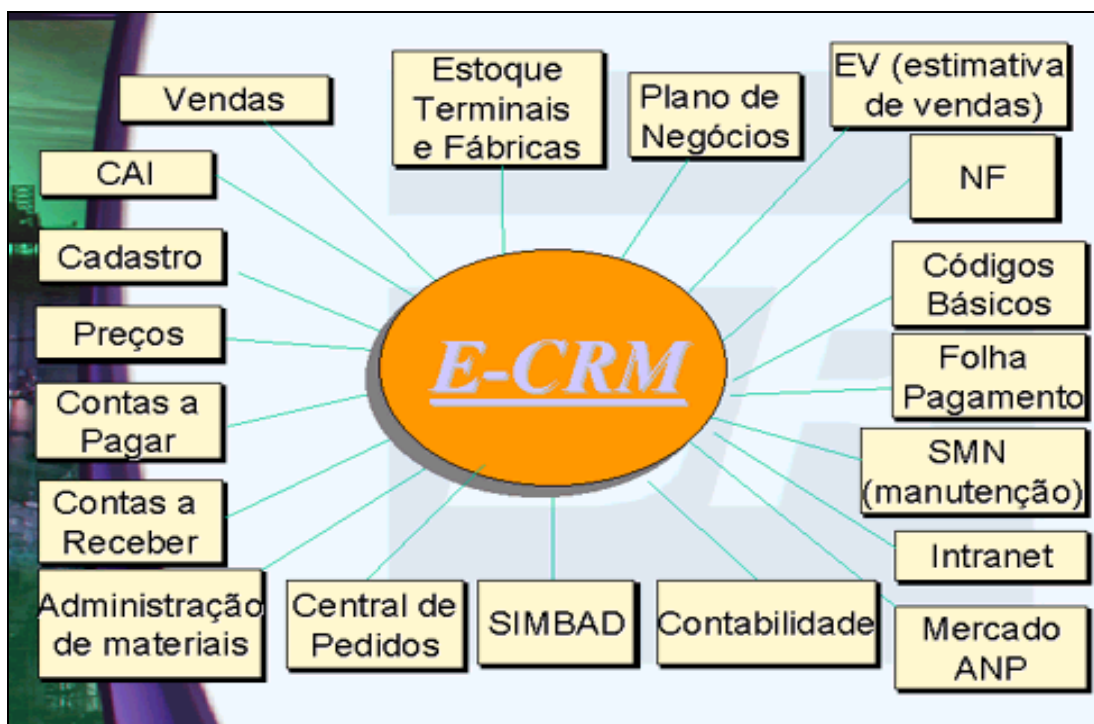 Vendas
Estoque
Terminais
e Fábricas
Plano de
Negócios
EV (estimativa
de vendas)
CAI
NF
Cadastro
Códigos
Básicos
Preços
E-CRM
Folha
Pagamento
Contas a
Pagar
SMN
(manutenção)
Contas a
Receber
Intranet
Administração
de materiais
Central de
Pedidos
SIMBAD
Contabilidade
Mercado
ANP